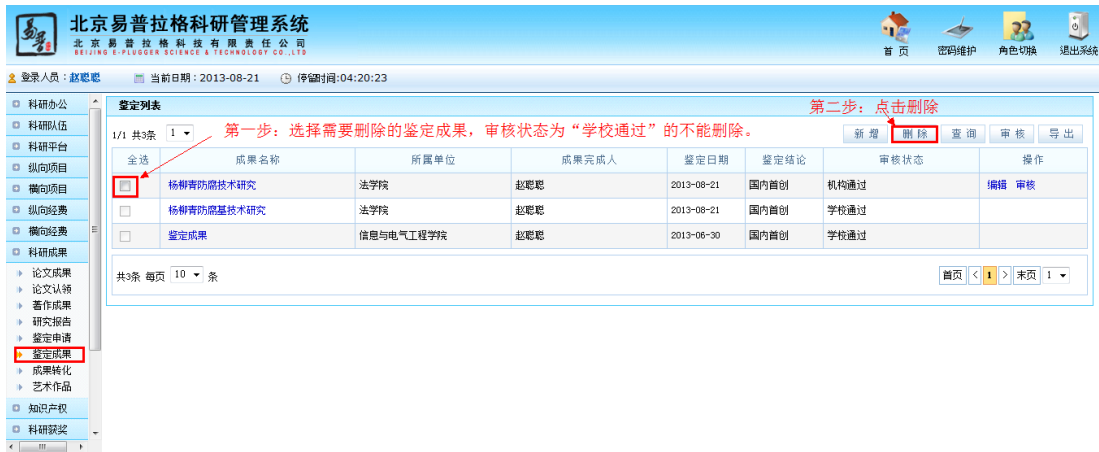 易普
北京易普拉格科研管理系统
北京易普拉格科技有限责任公司
BEIJING E-PLUGGER SCIENCE & TECHNOLOGY CO.,LTD
首 页
密码维护
角色切换
退出系统
登录人员：赵聪聪
当前日期：2013-08-21
停留时间:04:20:23
科研办公
科研队伍
科研平台
纵向项目
横向项目
纵向经费
横向经费
科研成果
论文成果
论文认领
著作成果
研究报告
鉴定申请
鉴定成果
成果转化
艺术作品
知识产权
科研获奖
鉴定列表
第二步：点击删除
1/1 共3条 1
第一步：选择需要删除的鉴定成果，审核状态为“学校通过”的不能删除。
新 增 删 除 查 询 审 核 导 出
全选 成果名称 所属单位 成果完成人 鉴定日期 鉴定结论 审核状态 操作
杨柳青防腐技术研究 法学院 赵聪聪 2013-08-21 国内首创 机构通过 编辑 审核
杨柳青防腐基技术研究 法学院 赵聪聪 2013-08-21 国内首创 学校通过
鉴定成果 信息与电气工程学院 赵聪聪 2013-06-30 国内首创 学校通过
共3条 每页 10 条
首页 < 1 > 末页 1